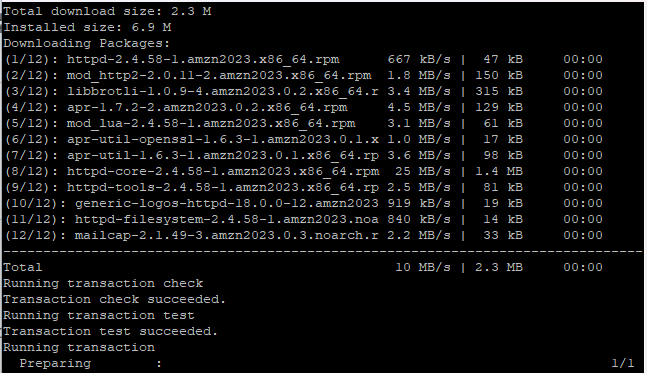 Total download size: 2.3 M
Installed size: 6.9 M
Downloading Packages:
(1/12): httpd-2.4.58-1.amzn2023.x86_64.rpm      667 kB/s |  47 kB     00:00
(2/12): mod_http2-2.0.11-2.amzn2023.x86_64.rpm  1.8 MB/s | 150 kB     00:00
(3/12): libbrotli-1.0.9-4.amzn2023.0.2.x86_64.r 3.4 MB/s | 315 kB     00:00
(4/12): apr-1.7.2-2.amzn2023.0.2.x86_64.rpm     4.5 MB/s | 129 kB     00:00
(5/12): mod_lua-2.4.58-1.amzn2023.x86_64.rpm    3.1 MB/s |  61 kB     00:00
(6/12): apr-util-openssl-1.6.3-1.amzn2023.0.1.x 1.0 MB/s |  17 kB     00:00
(7/12): apr-util-1.6.3-1.amzn2023.0.1.x86_64.rp 3.6 MB/s |  98 kB     00:00
(8/12): httpd-core-2.4.58-1.amzn2023.x86_64.rpm  25 MB/s | 1.4 MB     00:00
(9/12): httpd-tools-2.4.58-1.amzn2023.x86_64.rp 2.5 MB/s |  81 kB     00:00
(10/12): generic-logos-httpd-18.0.0-12.amzn2023 919 kB/s |  19 kB     00:00
(11/12): httpd-filesystem-2.4.58-1.amzn2023.noa 840 kB/s |  14 kB     00:00
(12/12): mailcap-2.1.49-3.amzn2023.0.3.noarch.r 2.2 MB/s |  33 kB     00:00
--------------------------------------------------------------------------------
Total                                            10 MB/s | 2.3 MB     00:00
Running transaction check
Transaction check succeeded.
Running transaction test
Transaction test succeeded.
Running transaction
  Preparing        :                                                        1/1